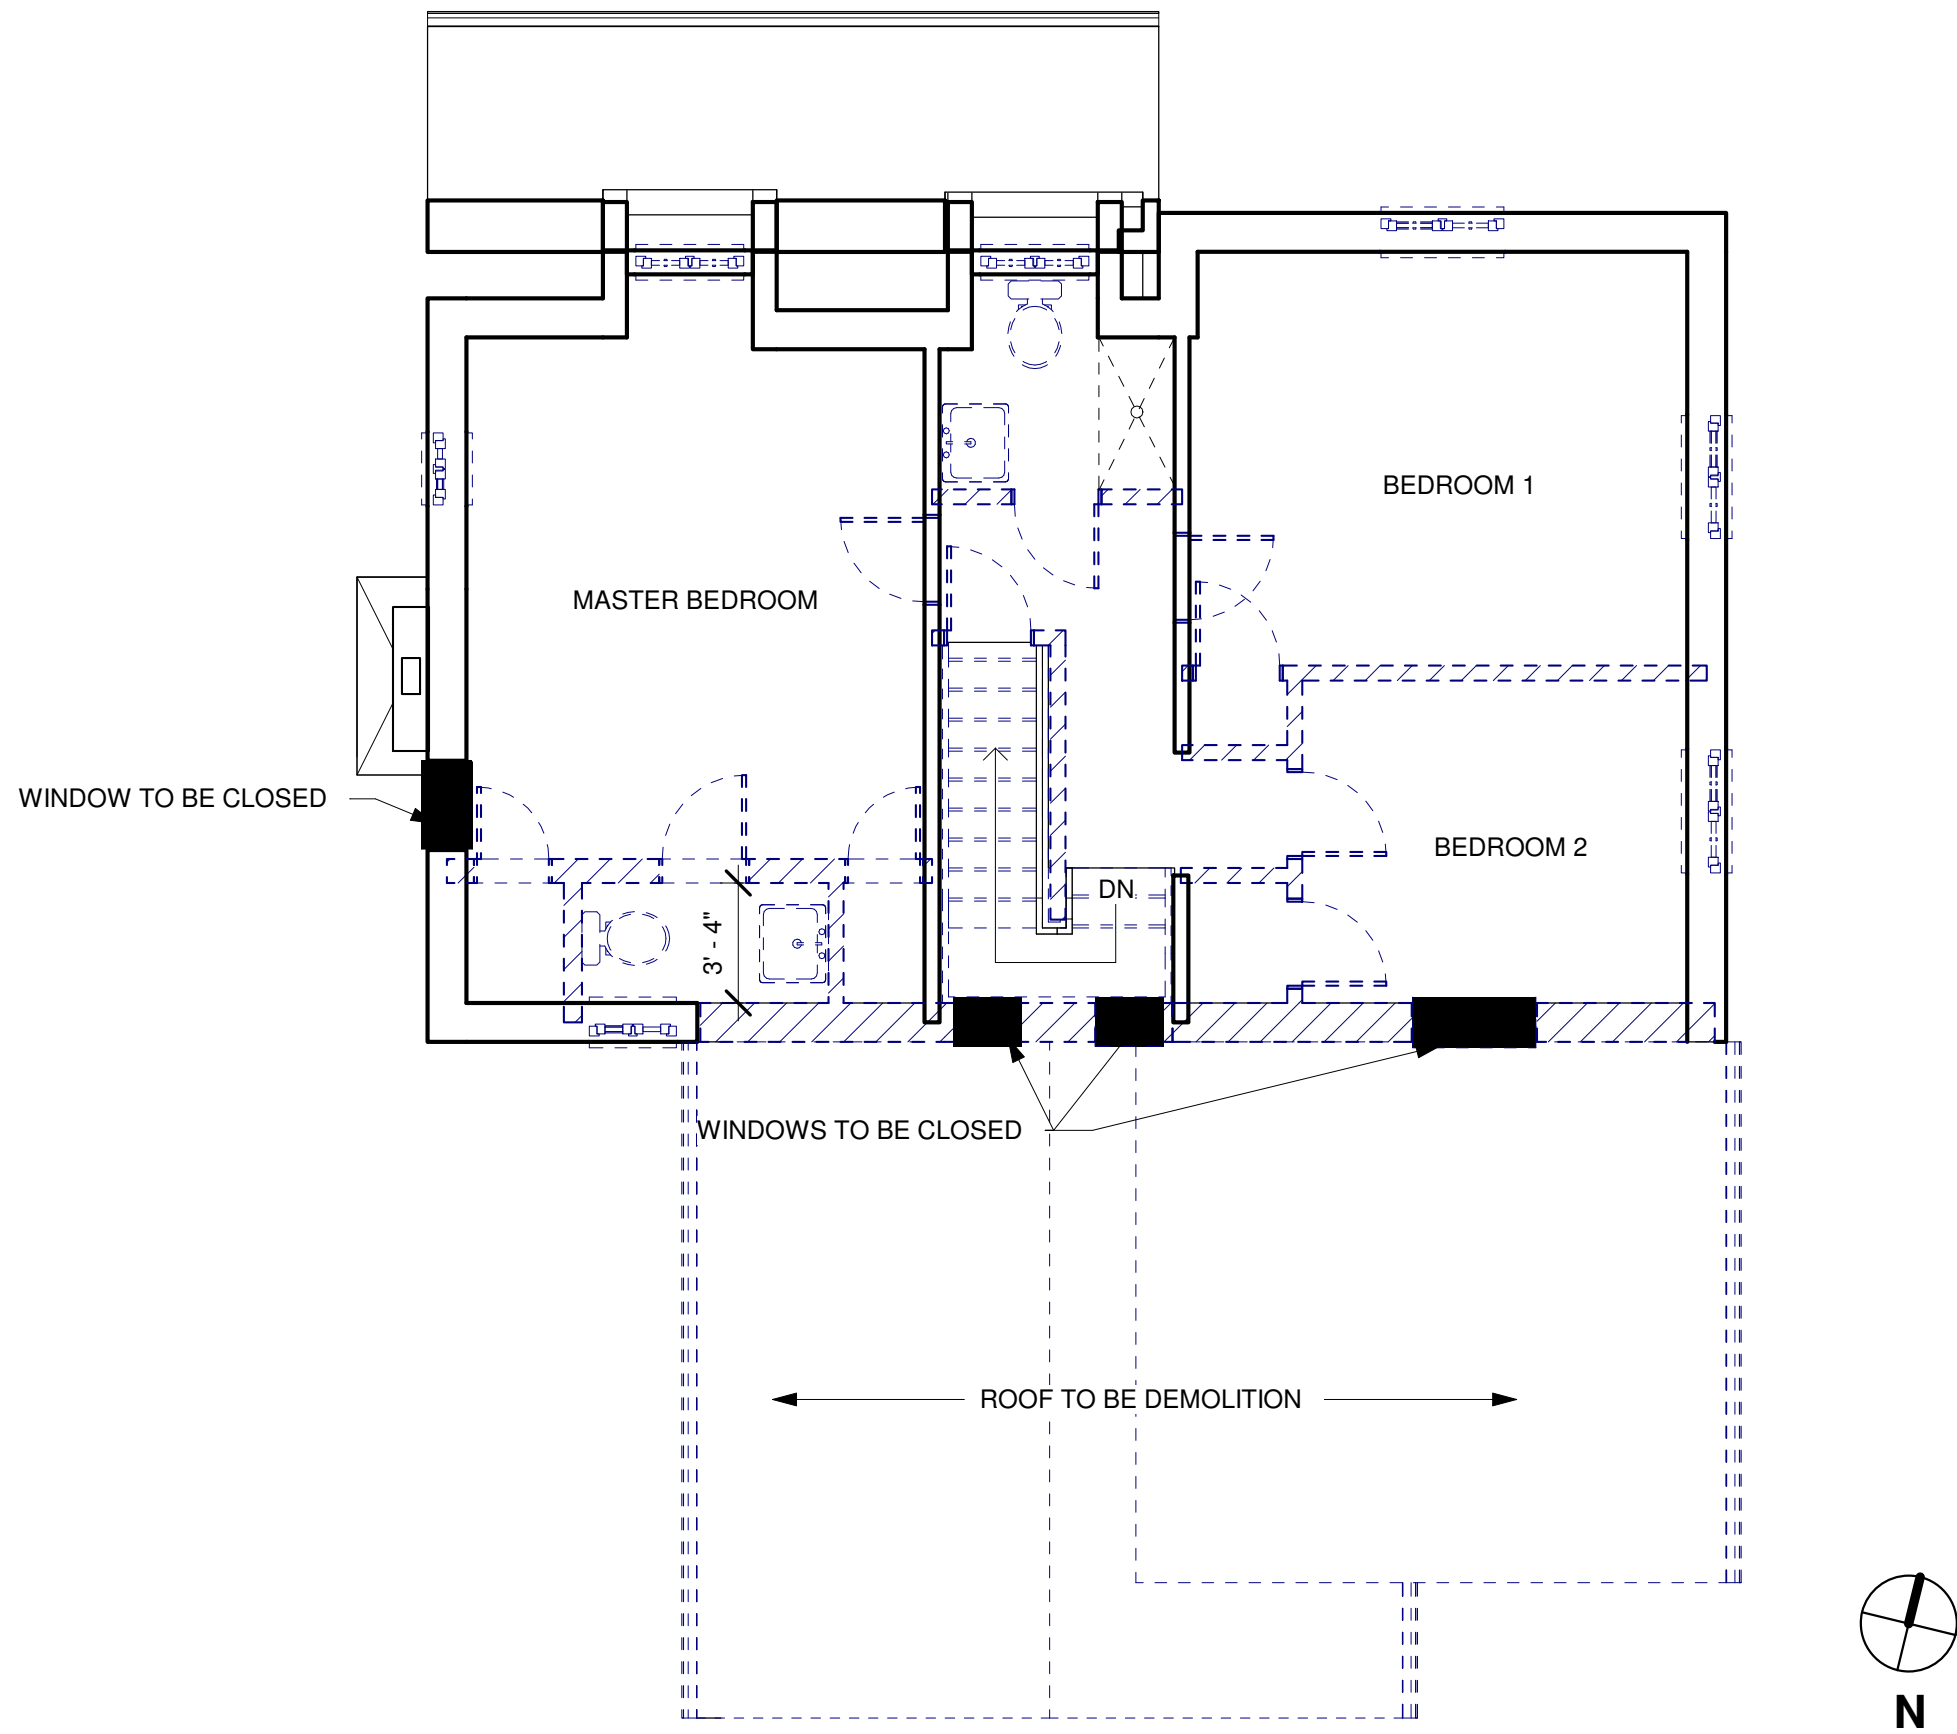 BEDROOM 1
MASTER BEDROOM
WINDOW TO BE CLOSED
BEDROOM 2
DN
3' - 4"
WINDOWS TO BE CLOSED
ROOF TO BE DEMOLITION
N